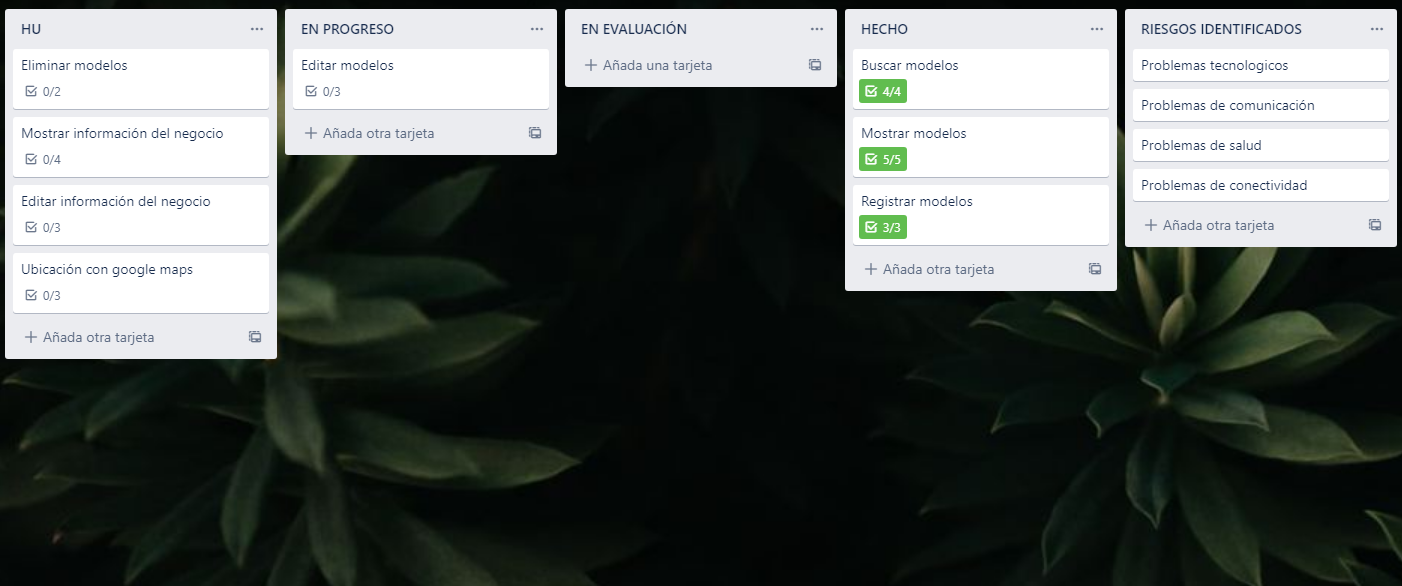 HU
Eliminar modelos
0/2
Mostrar información del negocio
0/4
Editar información del negocio
0/3
Ubicación con google maps
0/3
Añada otra tarjeta
EN PROGRESO
Editar modelos
0/3
Añada otra tarjeta
EN EVALUACIÓN
Añada una tarjeta
HECHO
Buscar modelos
4/4
Mostrar modelos
5/5
Registrar modelos
3/3
Añada otra tarjeta
RIESGOS IDENTIFICADOS
Problemas tecnologicos
Problemas de comunicación
Problemas de salud
Problemas de conectividad
Añada otra tarjeta